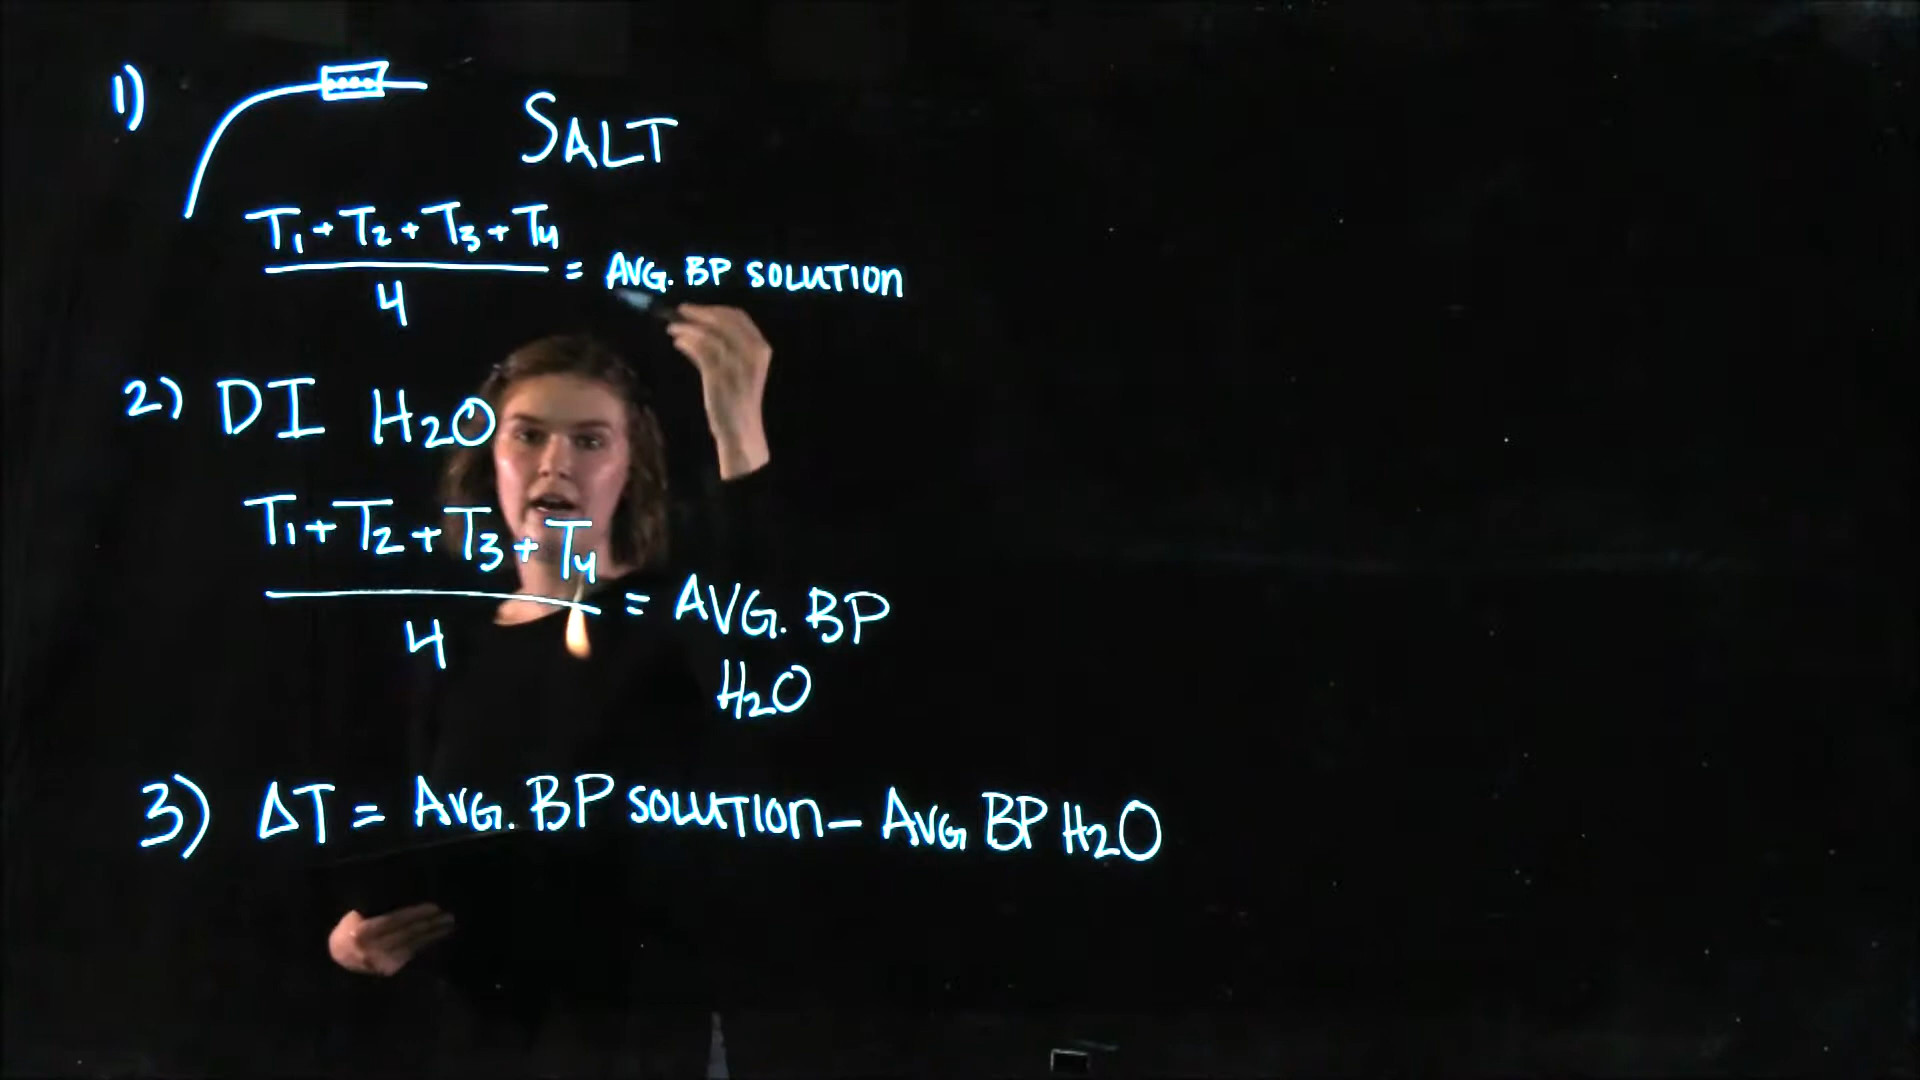 1)
SALT
T1 + T2 + T3 + T4
4
= AVG. BP SOLUTION
2) DI H2O
T1 + T2 + T3 + T4
4
= AVG. BP
H2O
3) ΔT = AVG. BP SOLUTION - AVG BP H2O